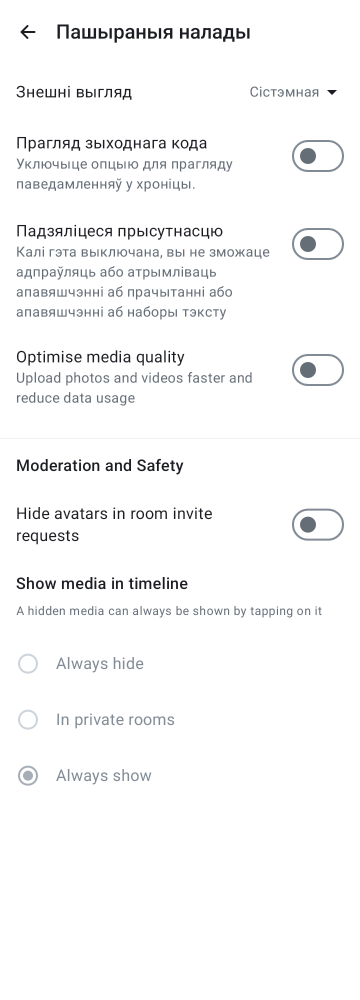 Пашыраныя налады
Знешні выгляд
Сістэмная
Прагляд зыходнага кода
Уключыце опцыю для прагляду
паведамленняў у хроніцы.
Падзяліцеся прысутнасцю
Калі гэта выключана, вы не зможаце
адпраўляць або атрымліваць
апавяшчэнні аб прачытанні або
апавяшчэнні аб наборы тэксту
Optimise media quality
Upload photos and videos faster and
reduce data usage
Moderation and Safety
Hide avatars in room invite
requests
Show media in timeline
A hidden media can always be shown by tapping on it
Always hide
In private rooms
Always show